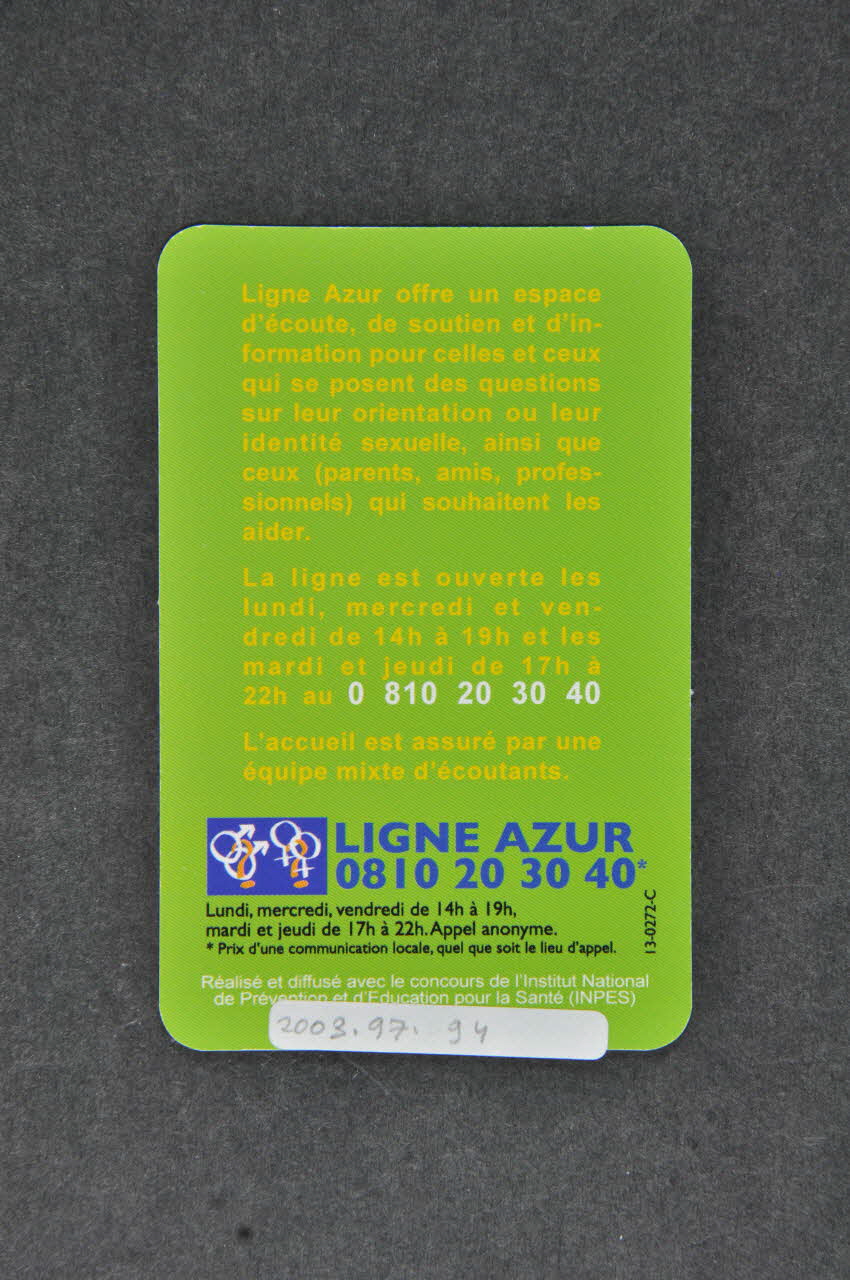 Ligne Azur offre un espace
d'écoute, de soutien et d'in-
formation pour celles et ceux
qui se posent des questions
sur leur orientation ou leur
identité sexuelle, ainsi que
ceux (parents, amis, profes-
sionnels) qui souhaitent les
aider.
La ligne est ouverte les
lundi, mercredi et ven-
dredi de 14h à 19h et les
mardi et jeudi de 17h à
22h au 0 810 20 30 40
L'accueil est assuré par une
équipe mixte d'écoutants.
LIGNE AZUR
0810 20 30 40*
Lundi, mercredi, vendredi de 14h à 19h,
mardi et jeudi de 17h à 22h. Appel anonyme.
* Prix d'une communication locale, quel que soit le lieu d'appel.
13-0272-C
Réalisé et diffusé avec le concours de l'Institut National
de Prévention et d'Education pour la Santé (INPES)
2003.97.94